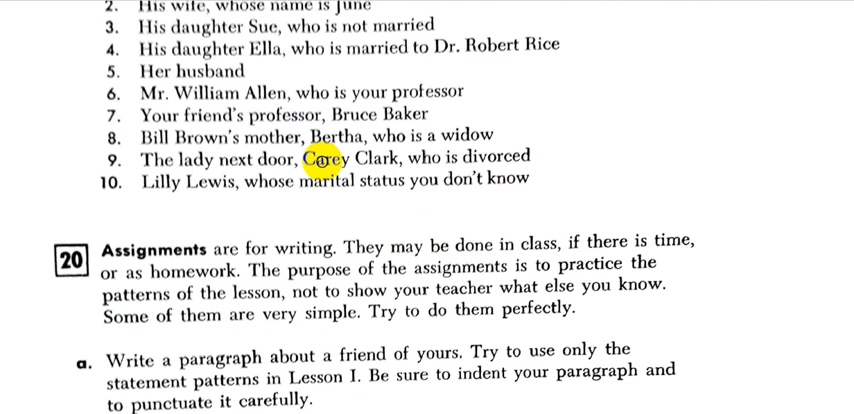 2. His wife, whose name is June
3. His daughter Sue, who is not married
4. His daughter Ella, who is married to Dr. Robert Rice
5. Her husband
6. Mr. William Allen, who is your professor
7. Your friend's professor, Bruce Baker
8. Bill Brown's mother, Bertha, who is a widow
9. The lady next door, Carey Clark, who is divorced
10. Lilly Lewis, whose marital status you don't know
20 Assignments are for writing. They may be done in class, if there is time,
or as homework. The purpose of the assignments is to practice the
patterns of the lesson, not to show your teacher what else you know.
Some of them are very simple. Try to do them perfectly.
a. Write a paragraph about a friend of yours. Try to use only the
statement patterns in Lesson I. Be sure to indent your paragraph and
to punctuate it carefully.